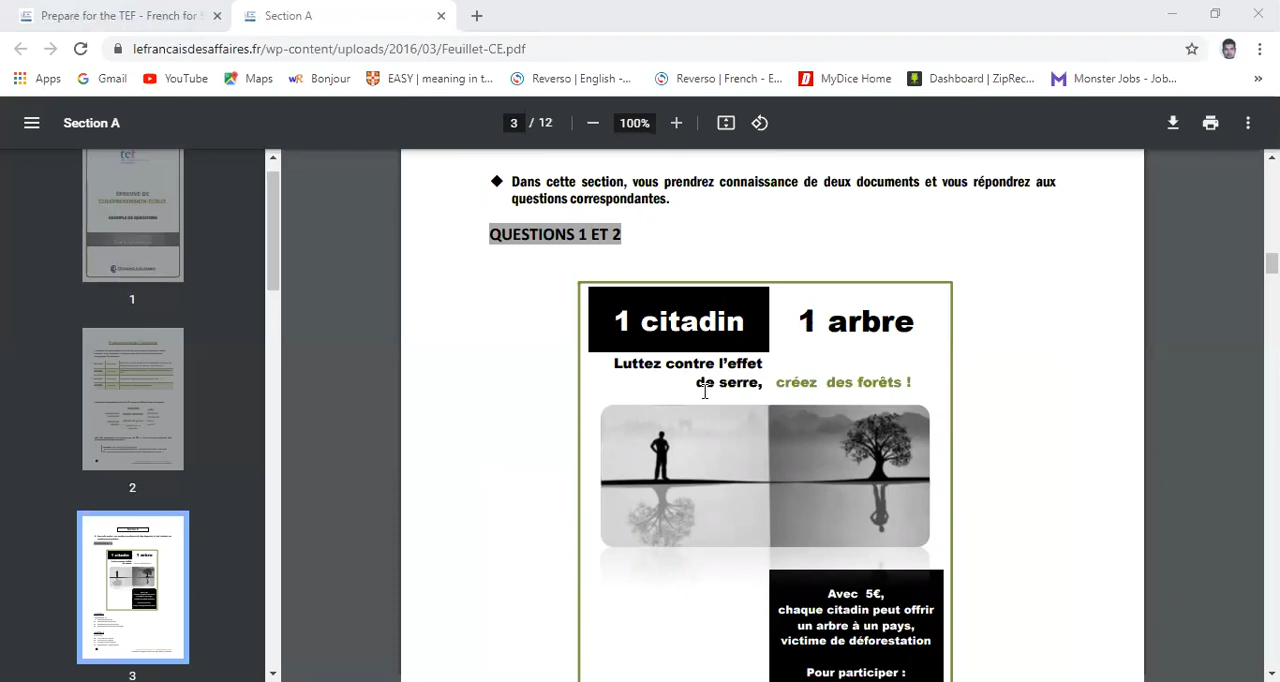 Prepare for the TEF - French for
Section A
lefrancaisdesaffaires.fr/wp-content/uploads/2016/03/Feuillet-CE.pdf
Apps Gmail YouTube Maps Bonjour EASY | meaning in t... Reverso | English -... Reverso | French - E... MyDice Home Dashboard | ZipRec... Monster Jobs - Job... »
Section A 3 / 12 100%
◆ Dans cette section, vous prendrez connaissance de deux documents et vous répondrez aux
questions correspondantes.
QUESTIONS 1 ET 2
1 citadin 1 arbre
Luttez contre l'effet
de serre, créez des forêts !
Avec 5€,
chaque citadin peut offrir
un arbre à un pays,
victime de déforestation
Pour participer :
1
2
3